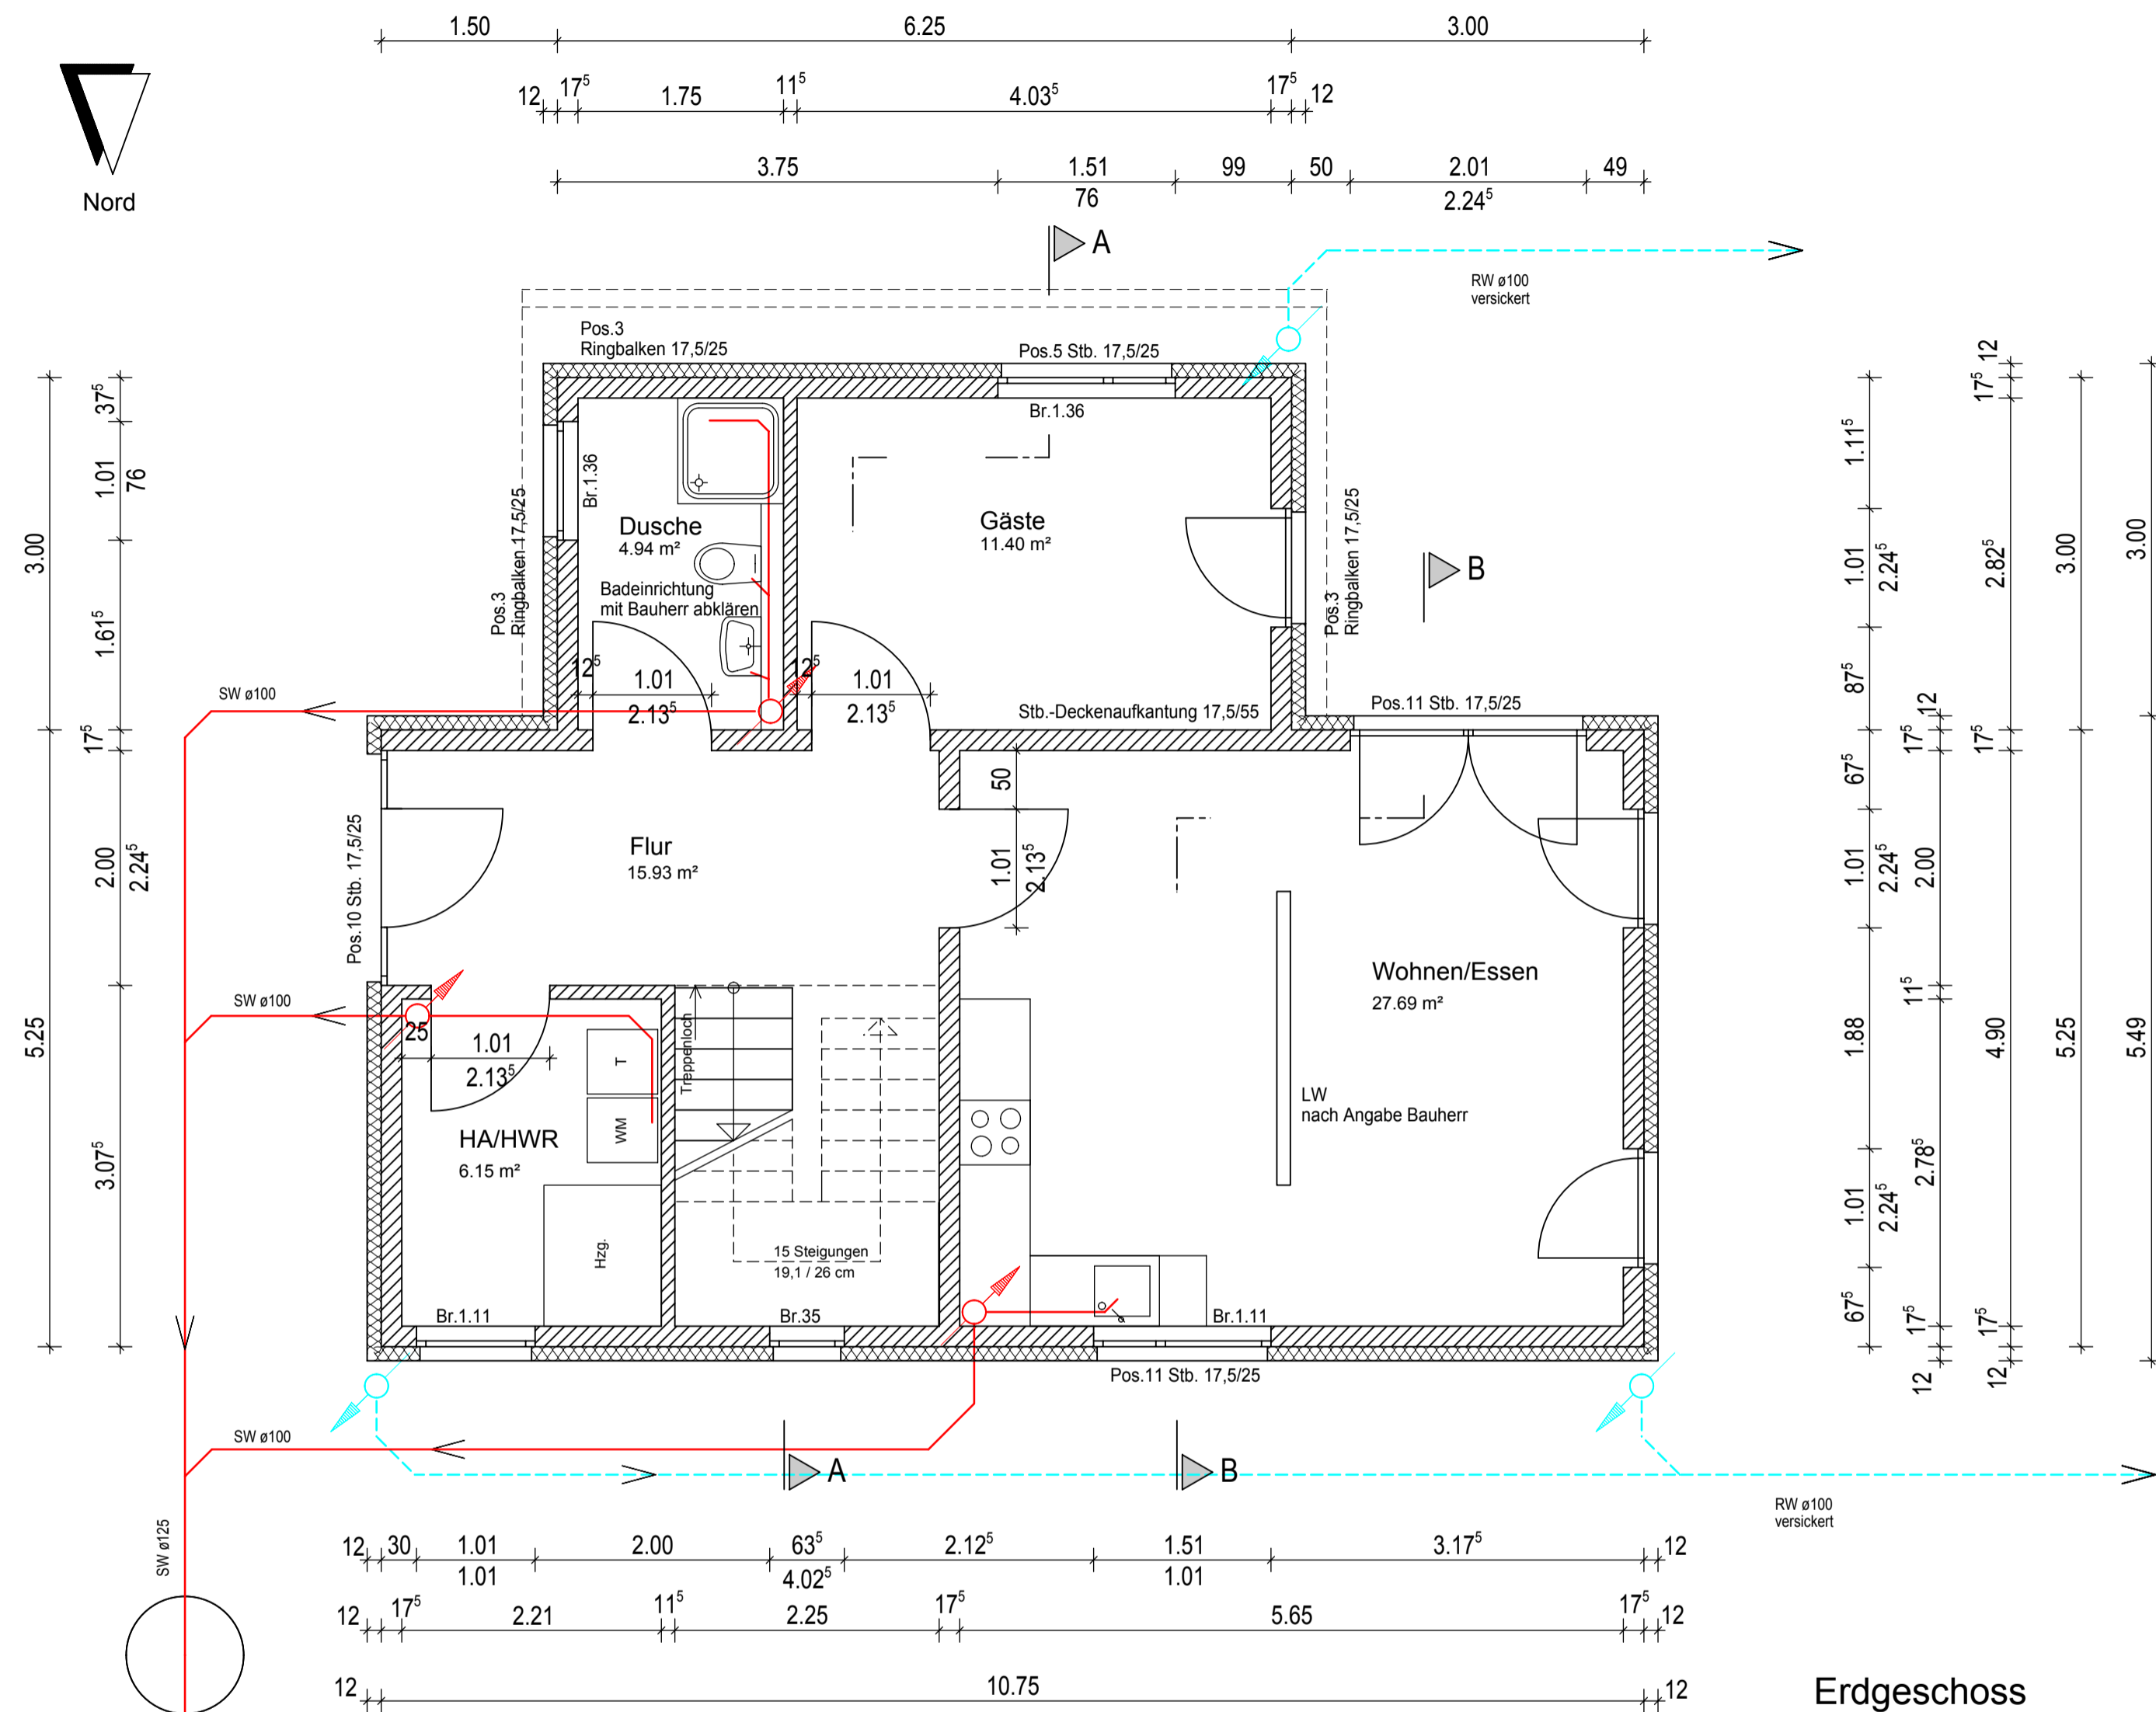 1.50
6.25
3.00
12
17⁵
1.75
11⁵
4.03⁵
17⁵
12
3.75
1.51
76
99
50
2.01
2.24⁵
49
Nord
A
RW ø100
versickert
Pos.3
Ringbalken 17,5/25
Pos.5 Stb. 17,5/25
Br.1.36
Br.1.36
Dusche
4.94 m²
Gäste
11.40 m²
Badeinrichtung
mit Bauherr abklären
Pos.3
Ringbalken 17,5/25
Pos.3
Ringbalken 17,5/25
B
12⁵
1.01
2.13⁵
12⁵
1.01
2.13⁵
Stb.-Deckenaufkantung 17,5/55
Pos.11 Stb. 17,5/25
SW ø100
3.00
5.25
37⁵
1.01
76
1.61⁵
17⁵
2.00
2.24⁵
3.07⁵
Pos.10 Stb. 17,5/25
Flur
15.93 m²
50
1.01
2.13⁵
Wohnen/Essen
27.69 m²
SW ø100
25
1.01
2.13⁵
T
WM
Treppenloch
HA/HWR
6.15 m²
Hzg.
LW
nach Angabe Bauherr
15 Steigungen
19,1 / 26 cm
Br.1.11
Br.35
Br.1.11
Pos.11 Stb. 17,5/25
1.11⁵
1.01
2.24⁵
87⁵
67⁵
1.01
2.24⁵
1.88
1.01
2.24⁵
67⁵
12
17⁵
2.00
11⁵
2.78⁵
17⁵
12
12
17⁵
2.82⁵
17⁵
4.90
17⁵
12
3.00
5.25
3.00
5.49
SW ø100
A
B
RW ø100
versickert
SW ø125
12
30
1.01
1.01
2.00
63⁵
4.02⁵
2.12⁵
1.51
1.01
3.17⁵
12
12
17⁵
2.21
11⁵
2.25
17⁵
5.65
17⁵
12
12
10.75
12
Erdgeschoss